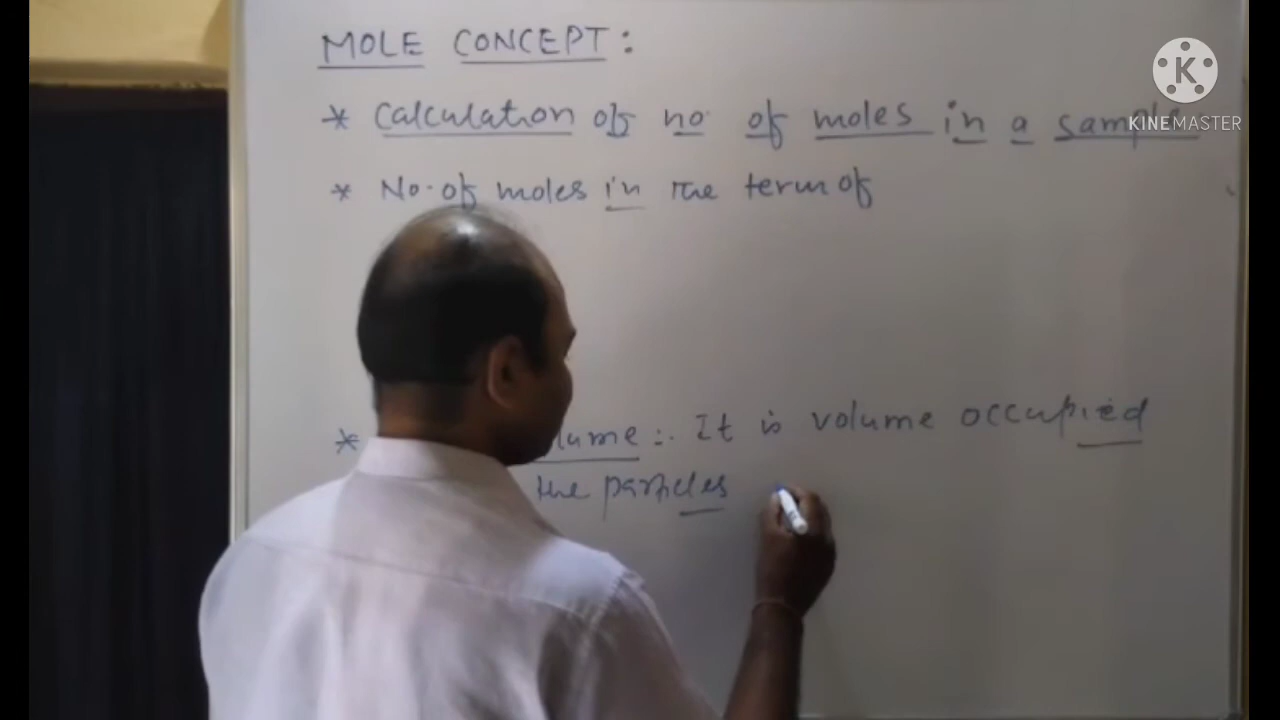 MOLE CONCEPT:
* Calculation of no. of moles in a sample
* No. of moles in the term of
* lume :. It is volume occupied
the particles
K
KINEMASTER